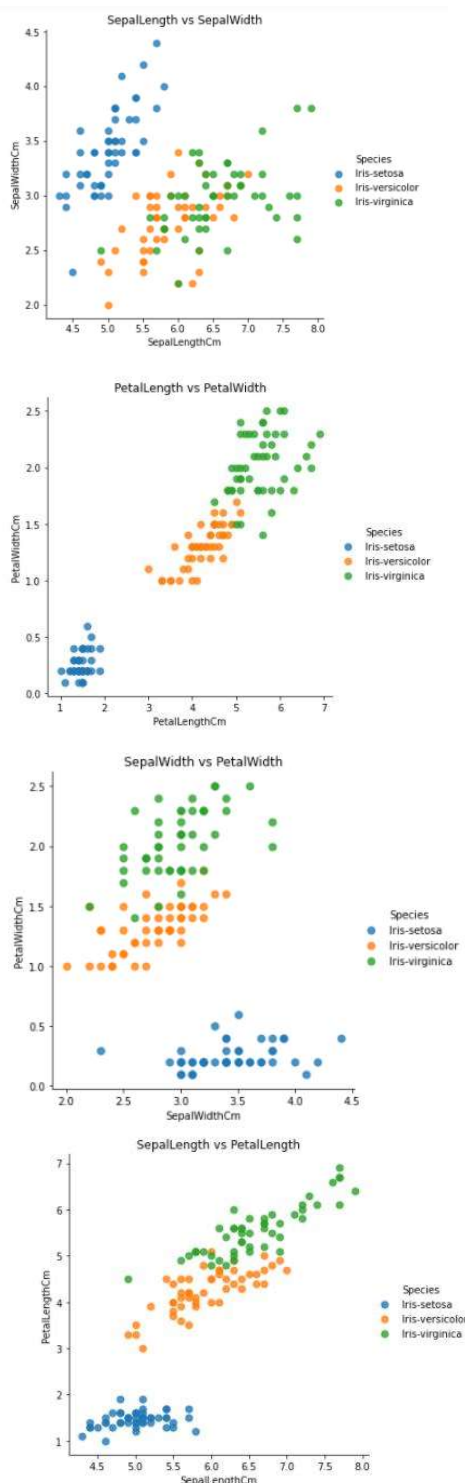 SepalLength vs SepalWidth
4.5
4.0
3.5
3.0
2.5
2.0
SepalWidthCm
Species
Iris-setosa
Iris-versicolor
Iris-virginica
4.5 5.0 5.5 6.0 6.5 7.0 7.5 8.0
SepalLengthCm
PetalLength vs PetalWidth
2.5
2.0
1.5
1.0
0.5
0.0
PetalWidthCm
Species
Iris-setosa
Iris-versicolor
Iris-virginica
1 2 3 4 5 6 7
PetalLengthCm
SepalWidth vs PetalWidth
2.5
2.0
1.5
1.0
0.5
0.0
PetalWidthCm
Species
Iris-setosa
Iris-versicolor
Iris-virginica
2.0 2.5 3.0 3.5 4.0 4.5
SepalWidthCm
SepalLength vs PetalLength
7
6
5
4
3
2
1
PetalLengthCm
Species
Iris-setosa
Iris-versicolor
Iris-virginica
4.5 5.0 5.5 6.0 6.5 7.0 7.5 8.0
SepalLengthCm